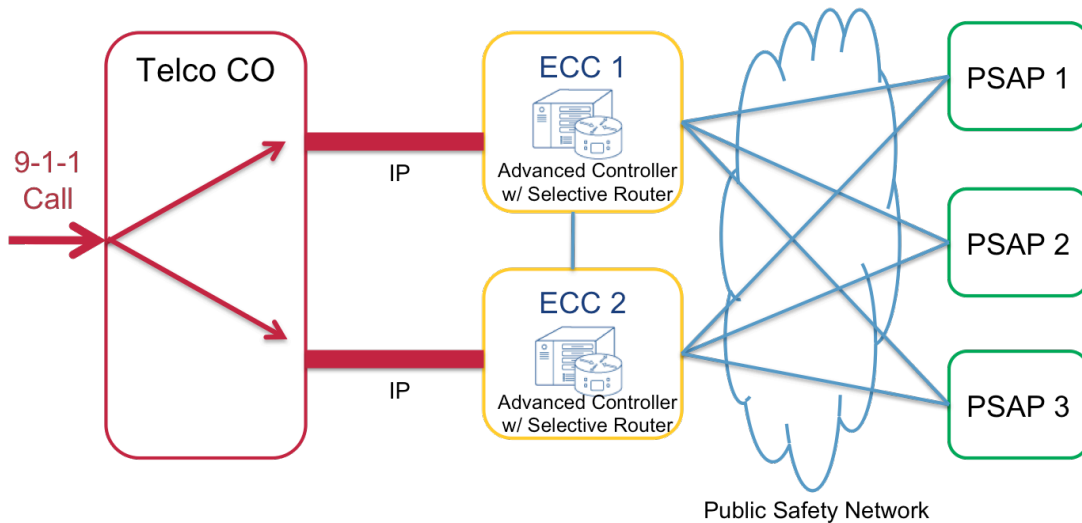 9-1-1
Call
Telco CO
IP
IP
ECC 1
Advanced Controller
w/ Selective Router
ECC 2
Advanced Controller
w/ Selective Router
Public Safety Network
PSAP 1
PSAP 2
PSAP 3